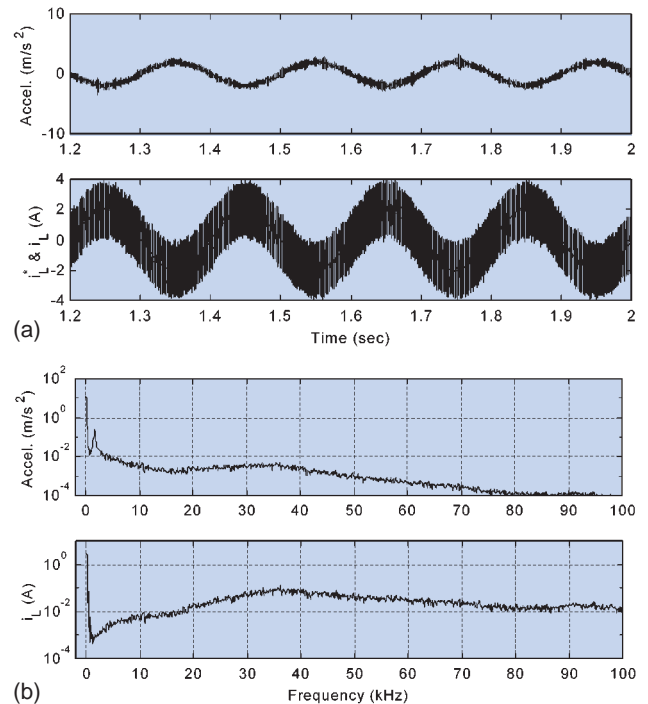 10
0
-10
Accel. (m/s²)
1.2 1.3 1.4 1.5 1.6 1.7 1.8 1.9 2
4
2
0
-2
-4
i*L & iL (A)
1.2 1.3 1.4 1.5 1.6 1.7 1.8 1.9 2
(a)
Time (sec)
10²
10⁰
10⁻²
10⁻⁴
Accel. (m/s²)
0 10 20 30 40 50 60 70 80 90 100
10⁰
10⁻²
10⁻⁴
iL (A)
0 10 20 30 40 50 60 70 80 90 100
(b)
Frequency (kHz)